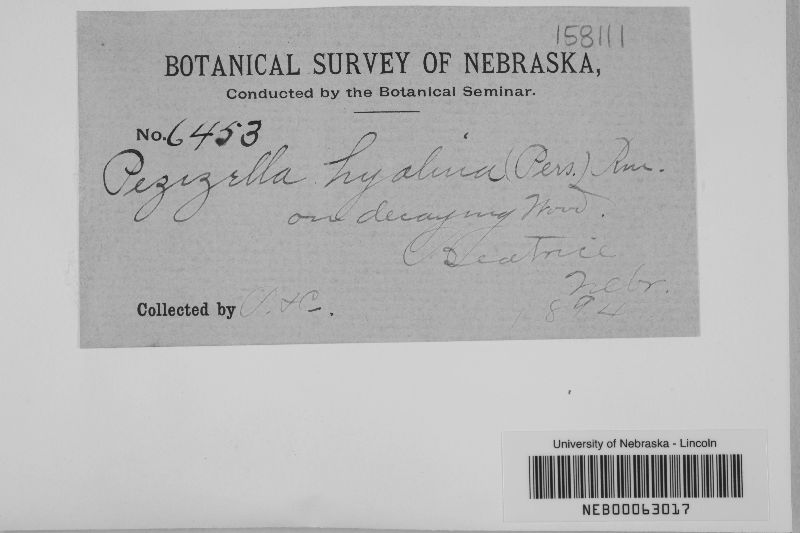 158111
BOTANICAL SURVEY OF NEBRASKA,
Conducted by the Botanical Seminar.
No. 6453
Pezizella hyalina (Pers.)
on decaying wood.
Beatrice
Nebr.
Collected by
1894
University of Nebraska - Lincoln
NEB00063017